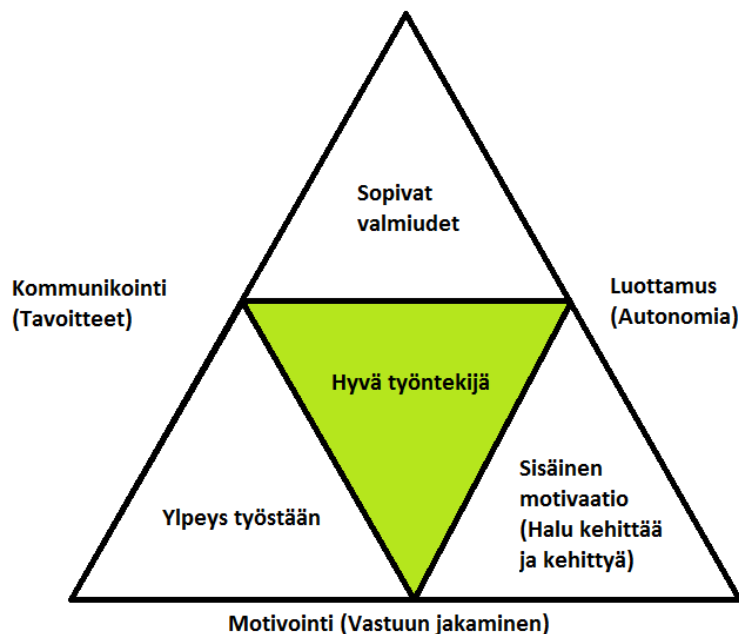 Sopivat
valmiudet
Kommunikointi
(Tavoitteet)
Luottamus
(Autonomia)
Hyvä työntekijä
Ylpeys työstään
Sisäinen
motivaatio
(Halu kehittää
ja kehittyä)
Motivointi (Vastuun jakaminen)